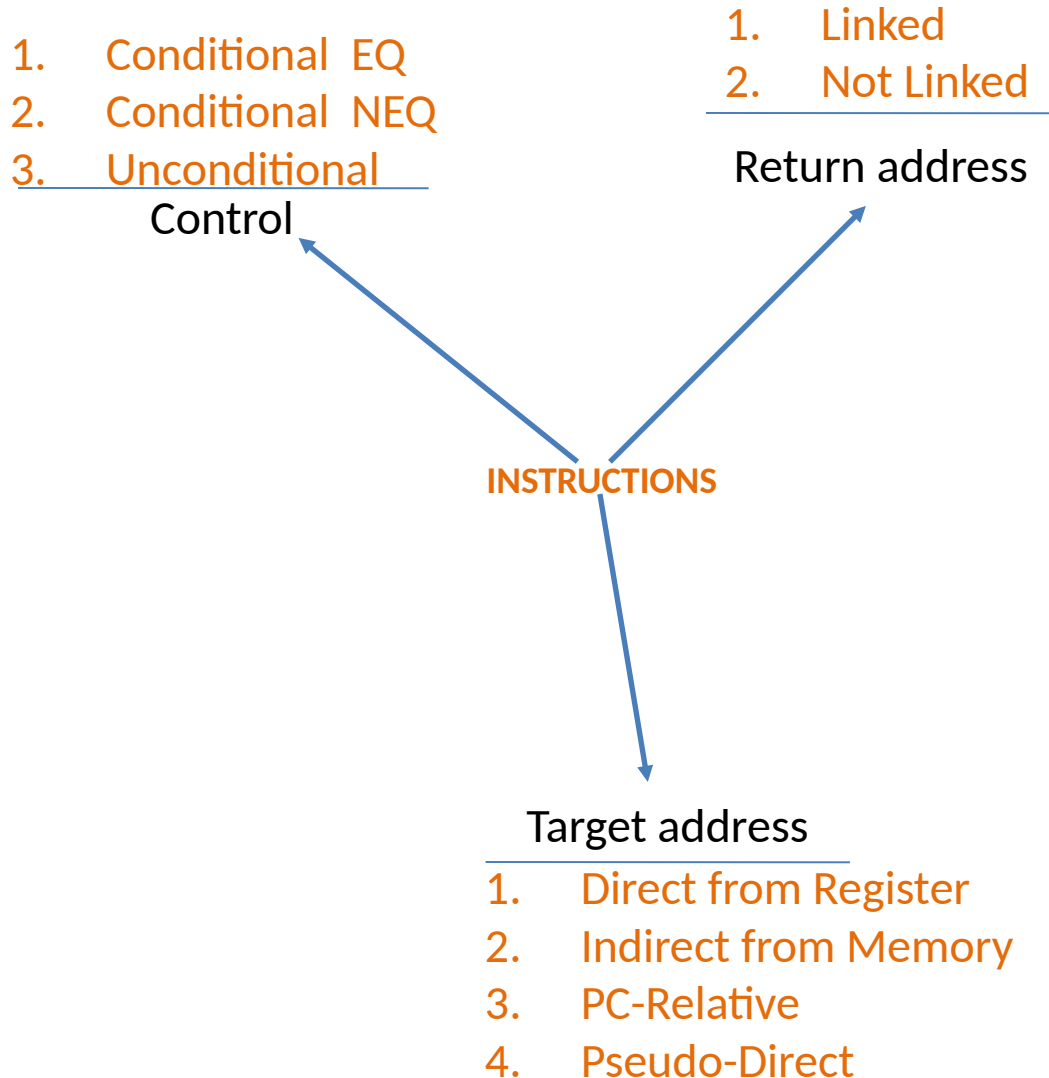 1. Conditional EQ
2. Conditional NEQ
3. Unconditional
Control
1. Linked
2. Not Linked
Return address
INSTRUCTIONS
Target address
1. Direct from Register
2. Indirect from Memory
3. PC-Relative
4. Pseudo-Direct